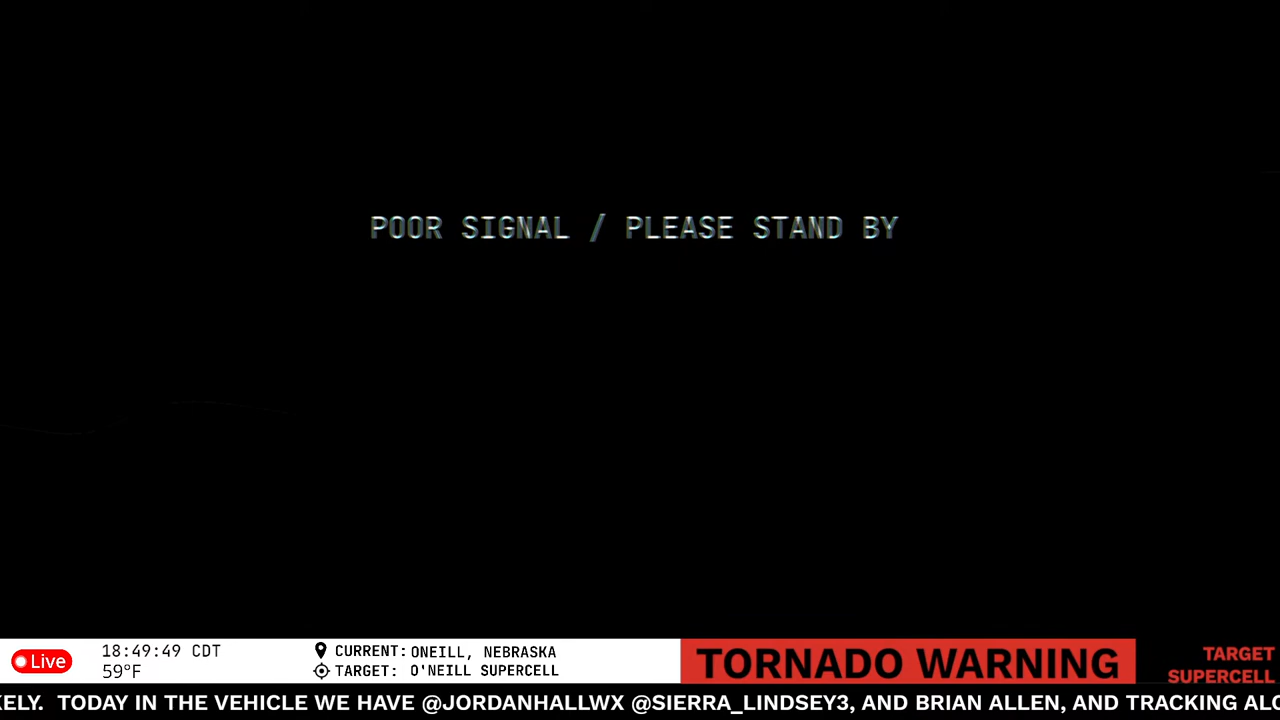 POOR SIGNAL / PLEASE STAND BY
Live
18:49:49 CDT
59°F
CURRENT: ONEILL, NEBRASKA
TARGET: O'NEILL SUPERCELL
TORNADO WARNING
TARGET
SUPERCELL
KELY. TODAY IN THE VEHICLE WE HAVE @JORDANHALLWX @SIERRA_LINDSEY3, AND BRIAN ALLEN, AND TRACKING ALO